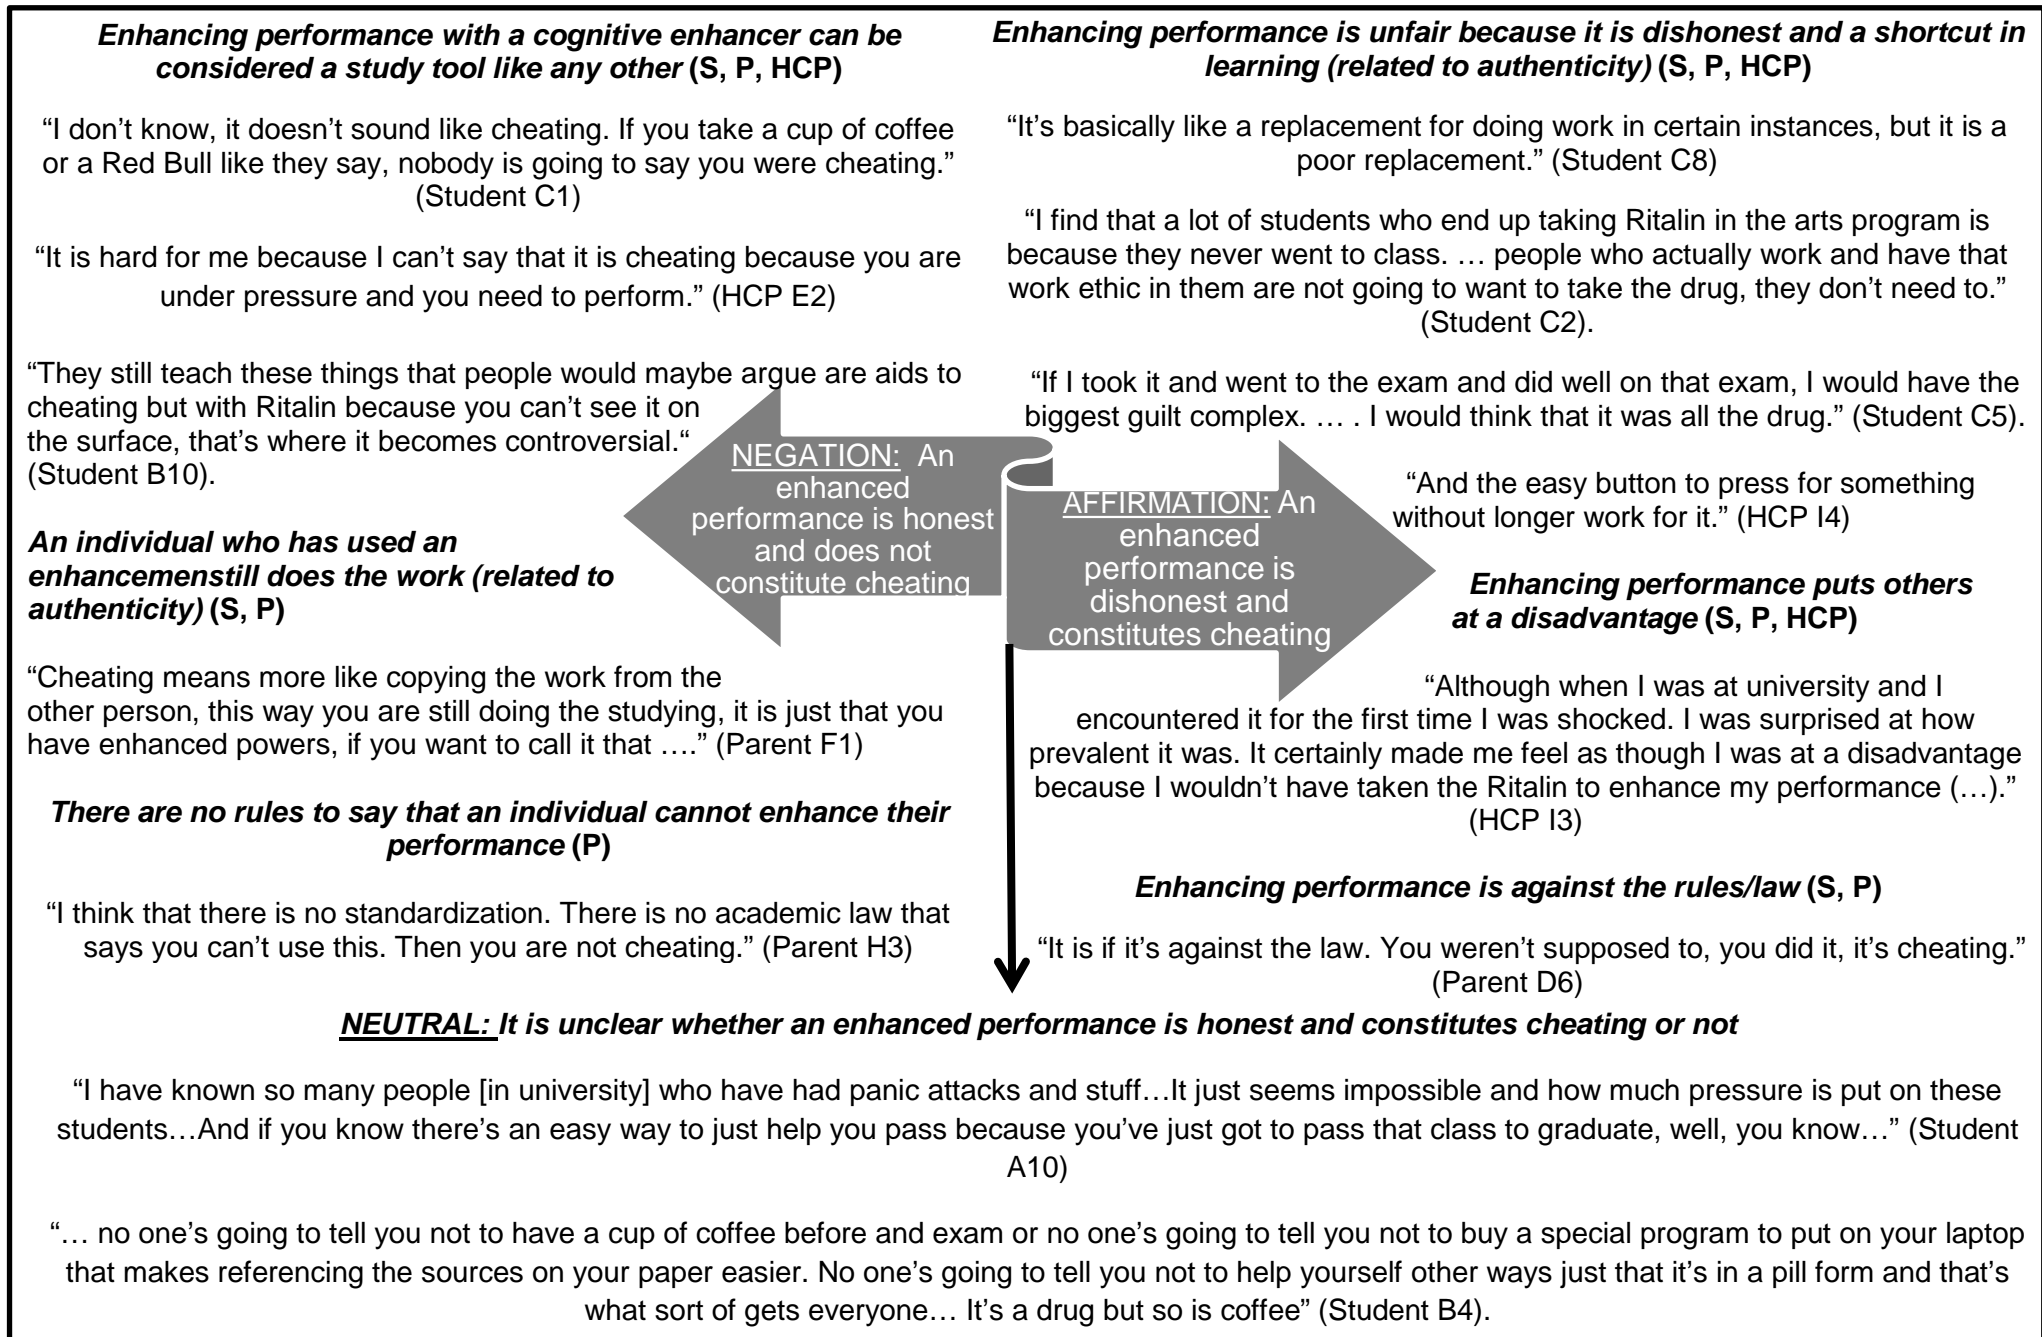 Enhancing performance with a cognitive enhancer can be
considered a study tool like any other (S, P, HCP)
“I don’t know, it doesn’t sound like cheating. If you take a cup of coffee
or a Red Bull like they say, nobody is going to say you were cheating.”
(Student C1)
“It is hard for me because I can’t say that it is cheating because you are
under pressure and you need to perform.” (HCP E2)
“They still teach these things that people would maybe argue are aids to
cheating but with Ritalin because you can’t see it on
the surface, that’s where it becomes controversial.“
(Student B10).
An individual who has used an
enhancemenstill does the work (related to
authenticity) (S, P)
“Cheating means more like copying the work from the
other person, this way you are still doing the studying, it is just that you
have enhanced powers, if you want to call it that ….” (Parent F1)
There are no rules to say that an individual cannot enhance their
performance (P)
“I think that there is no standardization. There is no academic law that
says you can’t use this. Then you are not cheating.” (Parent H3)
NEGATION: An
enhanced
performance is honest
and does not
constitute cheating
AFFIRMATION: An
enhanced
performance is
dishonest and
constitutes cheating
Enhancing performance is unfair because it is dishonest and a shortcut in
learning (related to authenticity) (S, P, HCP)
“It’s basically like a replacement for doing work in certain instances, but it is a
poor replacement.” (Student C8)
“I find that a lot of students who end up taking Ritalin in the arts program is
because they never went to class. … people who actually work and have that
work ethic in them are not going to want to take the drug, they don’t need to.”
(Student C2).
“If I took it and went to the exam and did well on that exam, I would have the
biggest guilt complex. … . I would think that it was all the drug.” (Student C5).
“And the easy button to press for something
without longer work for it.” (HCP I4)
Enhancing performance puts others
at a disadvantage (S, P, HCP)
“Although when I was at university and I
encountered it for the first time I was shocked. I was surprised at how
prevalent it was. It certainly made me feel as though I was at a disadvantage
because I wouldn’t have taken the Ritalin to enhance my performance (…).”
(HCP I3)
Enhancing performance is against the rules/law (S, P)
“It is if it’s against the law. You weren’t supposed to, you did it, it’s cheating.”
(Parent D6)
NEUTRAL: It is unclear whether an enhanced performance is honest and constitutes cheating or not
“I have known so many people [in university] who have had panic attacks and stuff…It just seems impossible and how much pressure is put on these
students…And if you know there’s an easy way to just help you pass because you’ve just got to pass that class to graduate, well, you know…” (Student
A10)
“… no one’s going to tell you not to have a cup of coffee before and exam or no one’s going to tell you not to buy a special program to put on your laptop
that makes referencing the sources on your paper easier. No one’s going to tell you not to help yourself other ways just that it’s in a pill form and that’s
what sort of gets everyone… It’s a drug but so is coffee” (Student B4).